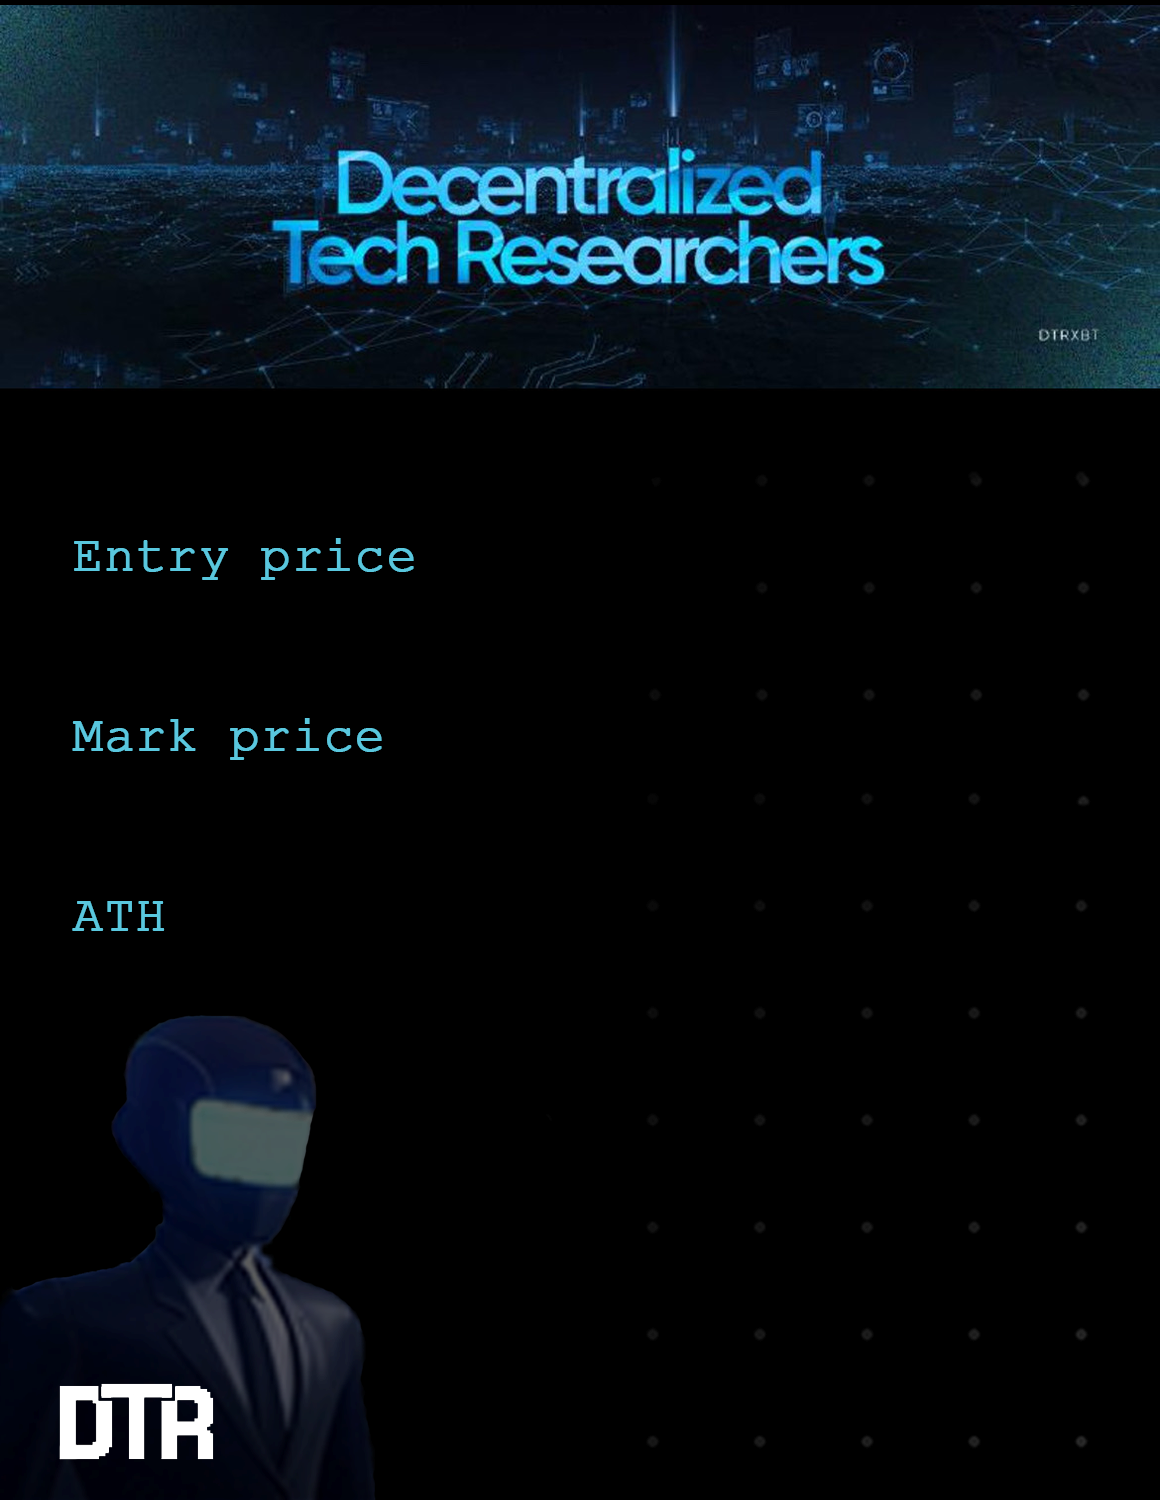 Decentralized
Tech Researchers
DTRXBT
Entry price
Mark price
ATH
DTR